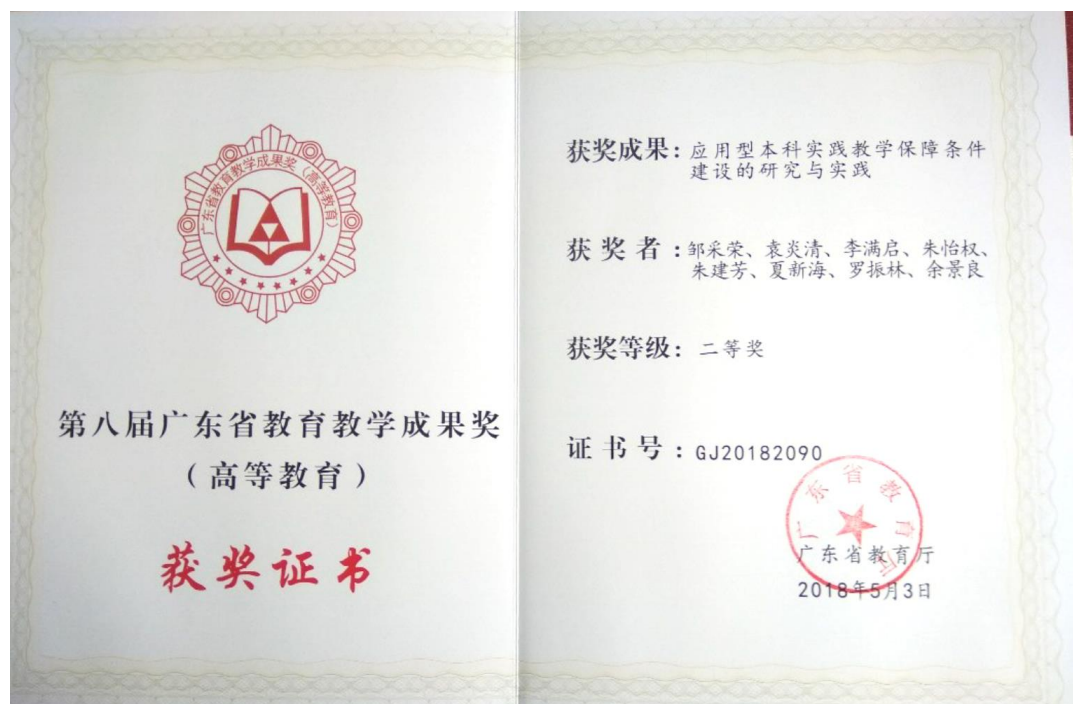 广东省教育教学成果奖（高等教育）
第八届广东省教育教学成果奖
（高等教育）
获奖证书
获奖成果：应用型本科实践教学保障条件
建设的研究与实践
获奖者：邹采荣、袁炎清、李满启、朱怡权、
朱建芳、夏新海、罗振林、余景良
获奖等级：二等奖
证书号：GJ20182090
广东省教育厅
广东省教育厅
2018年5月3日